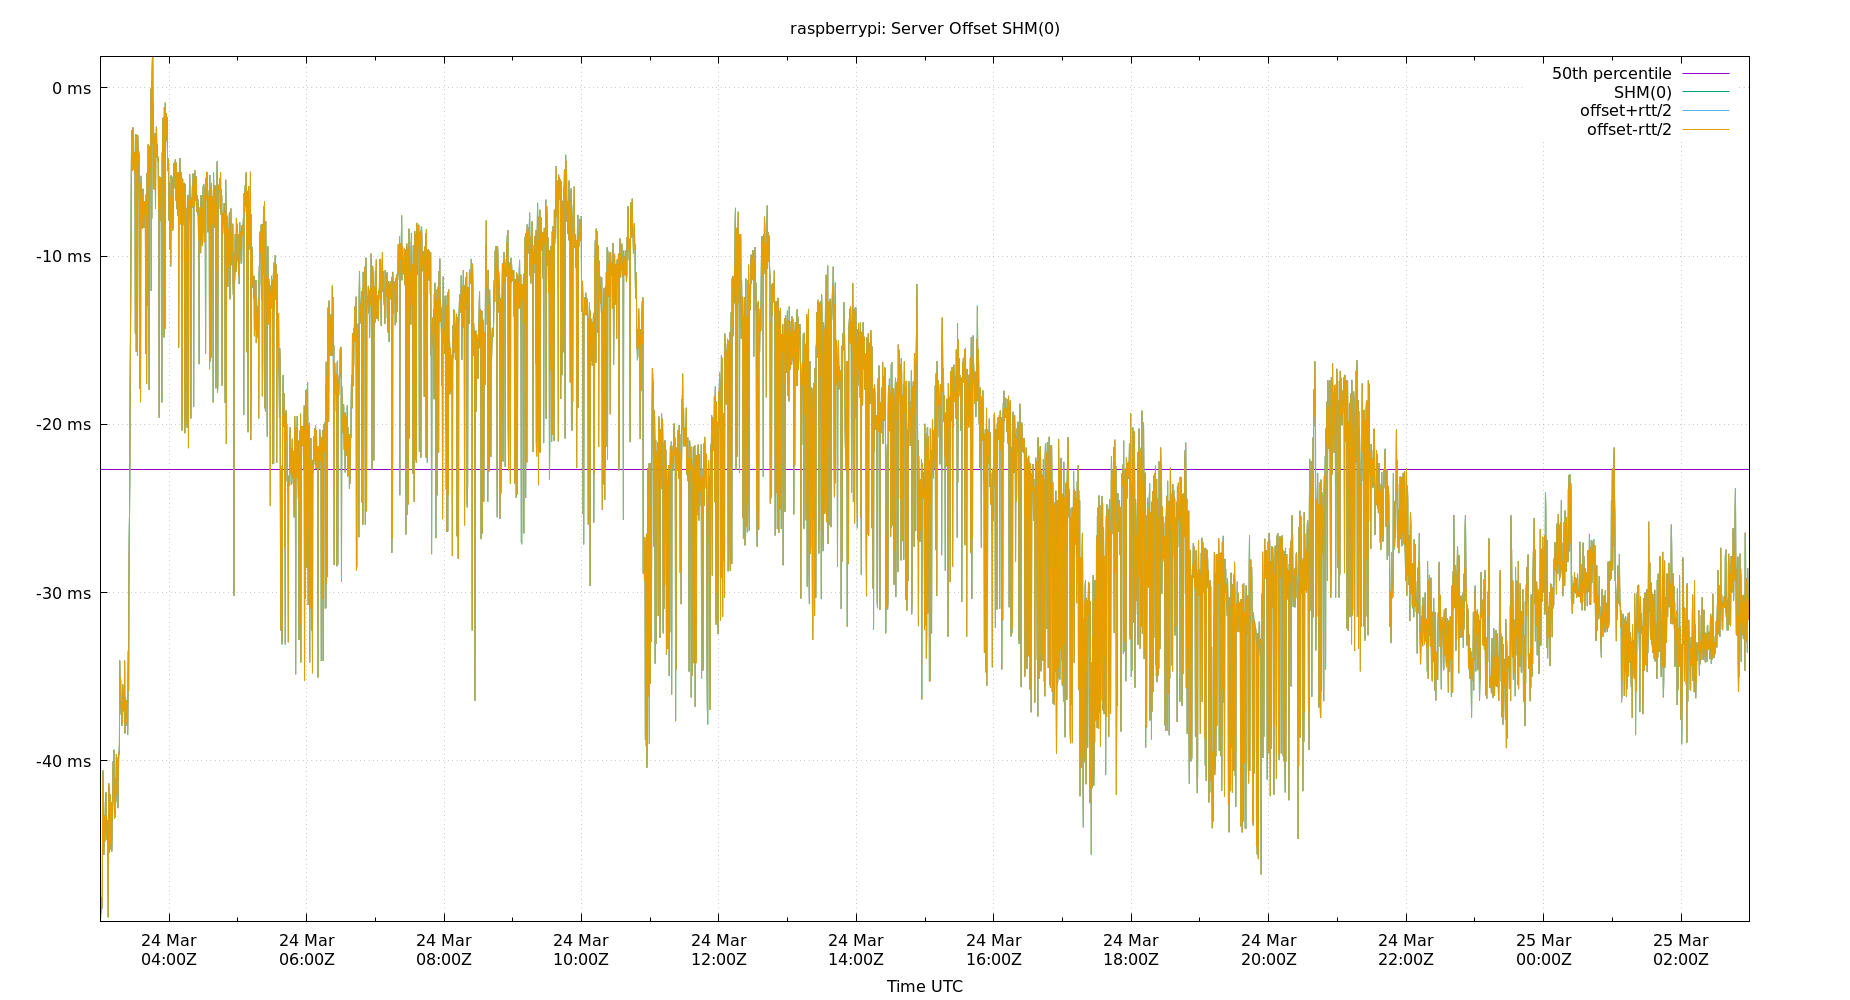 raspberrypi: Server Offset SHM(0)
50th percentile
SHM(0)
offset+rtt/2
offset-rtt/2
0 ms
-10 ms
-20 ms
-30 ms
-40 ms
24 Mar 24 Mar 24 Mar 24 Mar 24 Mar 24 Mar 24 Mar 24 Mar 24 Mar 24 Mar 25 Mar 25 Mar
04:00Z 06:00Z 08:00Z 10:00Z 12:00Z 14:00Z 16:00Z 18:00Z 20:00Z 22:00Z 00:00Z 02:00Z
Time UTC